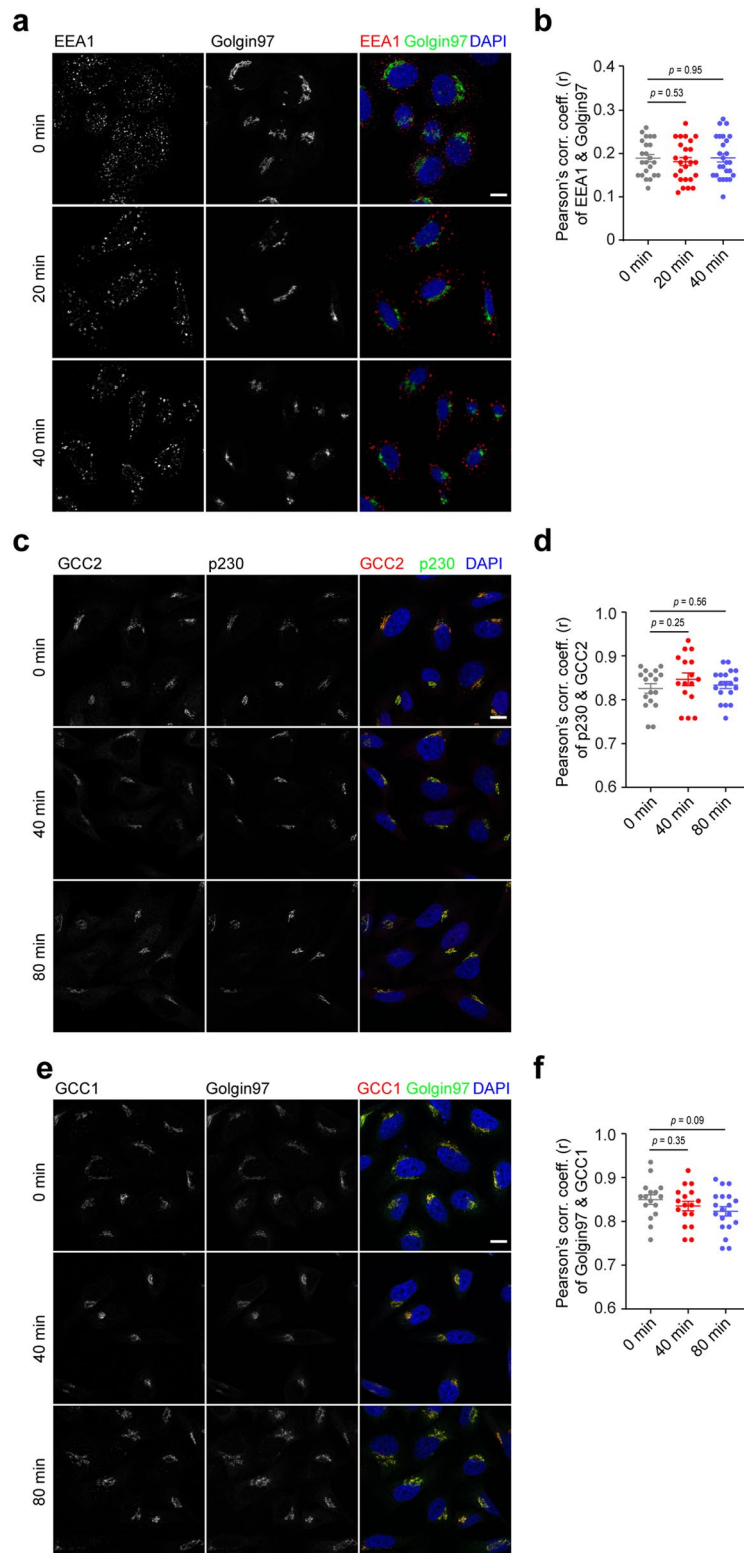 a
EEA1 Golgin97 EEA1 Golgin97 DAPI
0 min
20 min
40 min
b
p = 0.95
p = 0.53
Pearson's corr. coeff. (r)
of EEA1 & Golgin97
0.4
0.3
0.2
0.1
0
0 min 20 min 40 min
c
GCC2 p230 GCC2 p230 DAPI
0 min
40 min
80 min
d
p = 0.56
p = 0.25
Pearson's corr. coeff. (r)
of p230 & GCC2
1.0
0.9
0.8
0.7
0.6
0 min 40 min 80 min
e
GCC1 Golgin97 GCC1 Golgin97 DAPI
0 min
40 min
80 min
f
p = 0.09
p = 0.35
Pearson's corr. coeff. (r)
of Golgin97 & GCC1
1.0
0.9
0.8
0.7
0.6
0 min 40 min 80 min